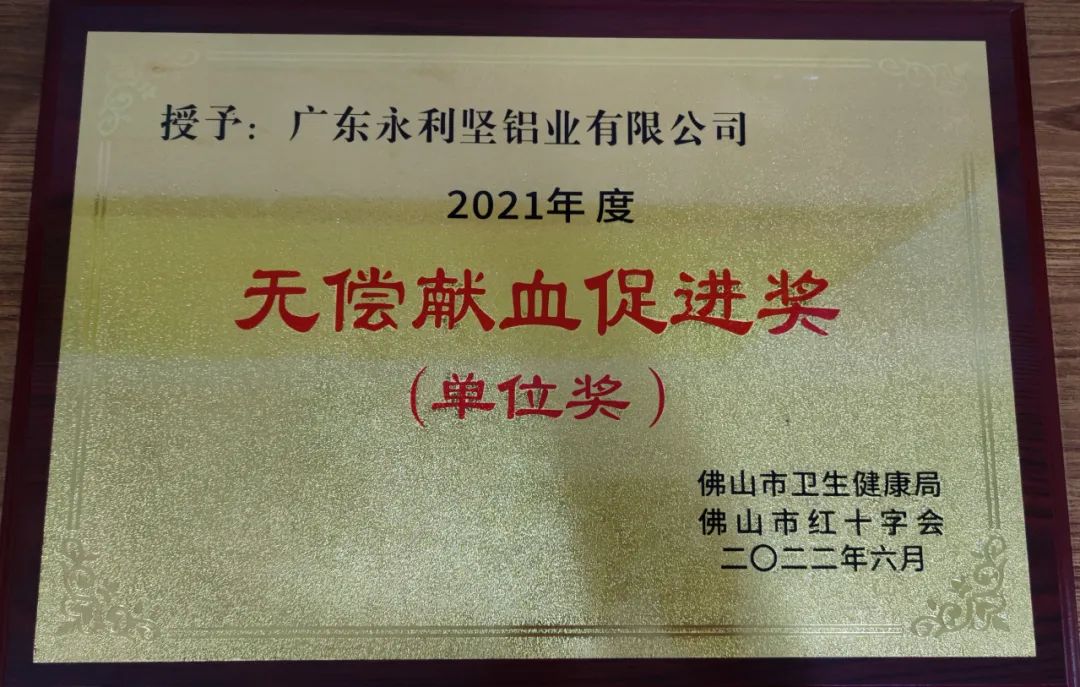 授予：广东永利坚铝业有限公司
2021年度
无偿献血促进奖
（单位奖）
佛山市卫生健康局
佛山市红十字会
二〇二二年六月